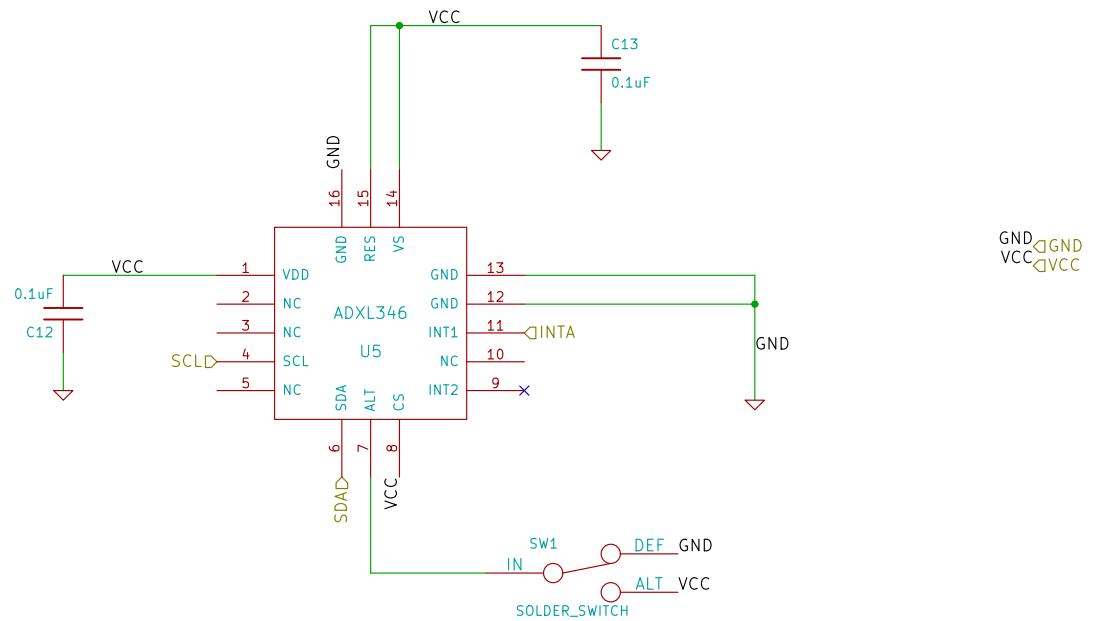 VCC
C13
0.1uF
GND
16
15
14
GND
RES
VS
GND
GND
VCC
VCC
VCC
1
VDD
GND
13
0.1uF
2
NC
GND
12
ADXL346
C12
3
NC
INT1
11
INTA
GND
U5
SCL
4
SCL
NC
10
5
NC
INT2
9
SDA
ALT
CS
6
7
8
SDA
VCC
SW1
DEF
GND
IN
ALT
VCC
SOLDER_SWITCH